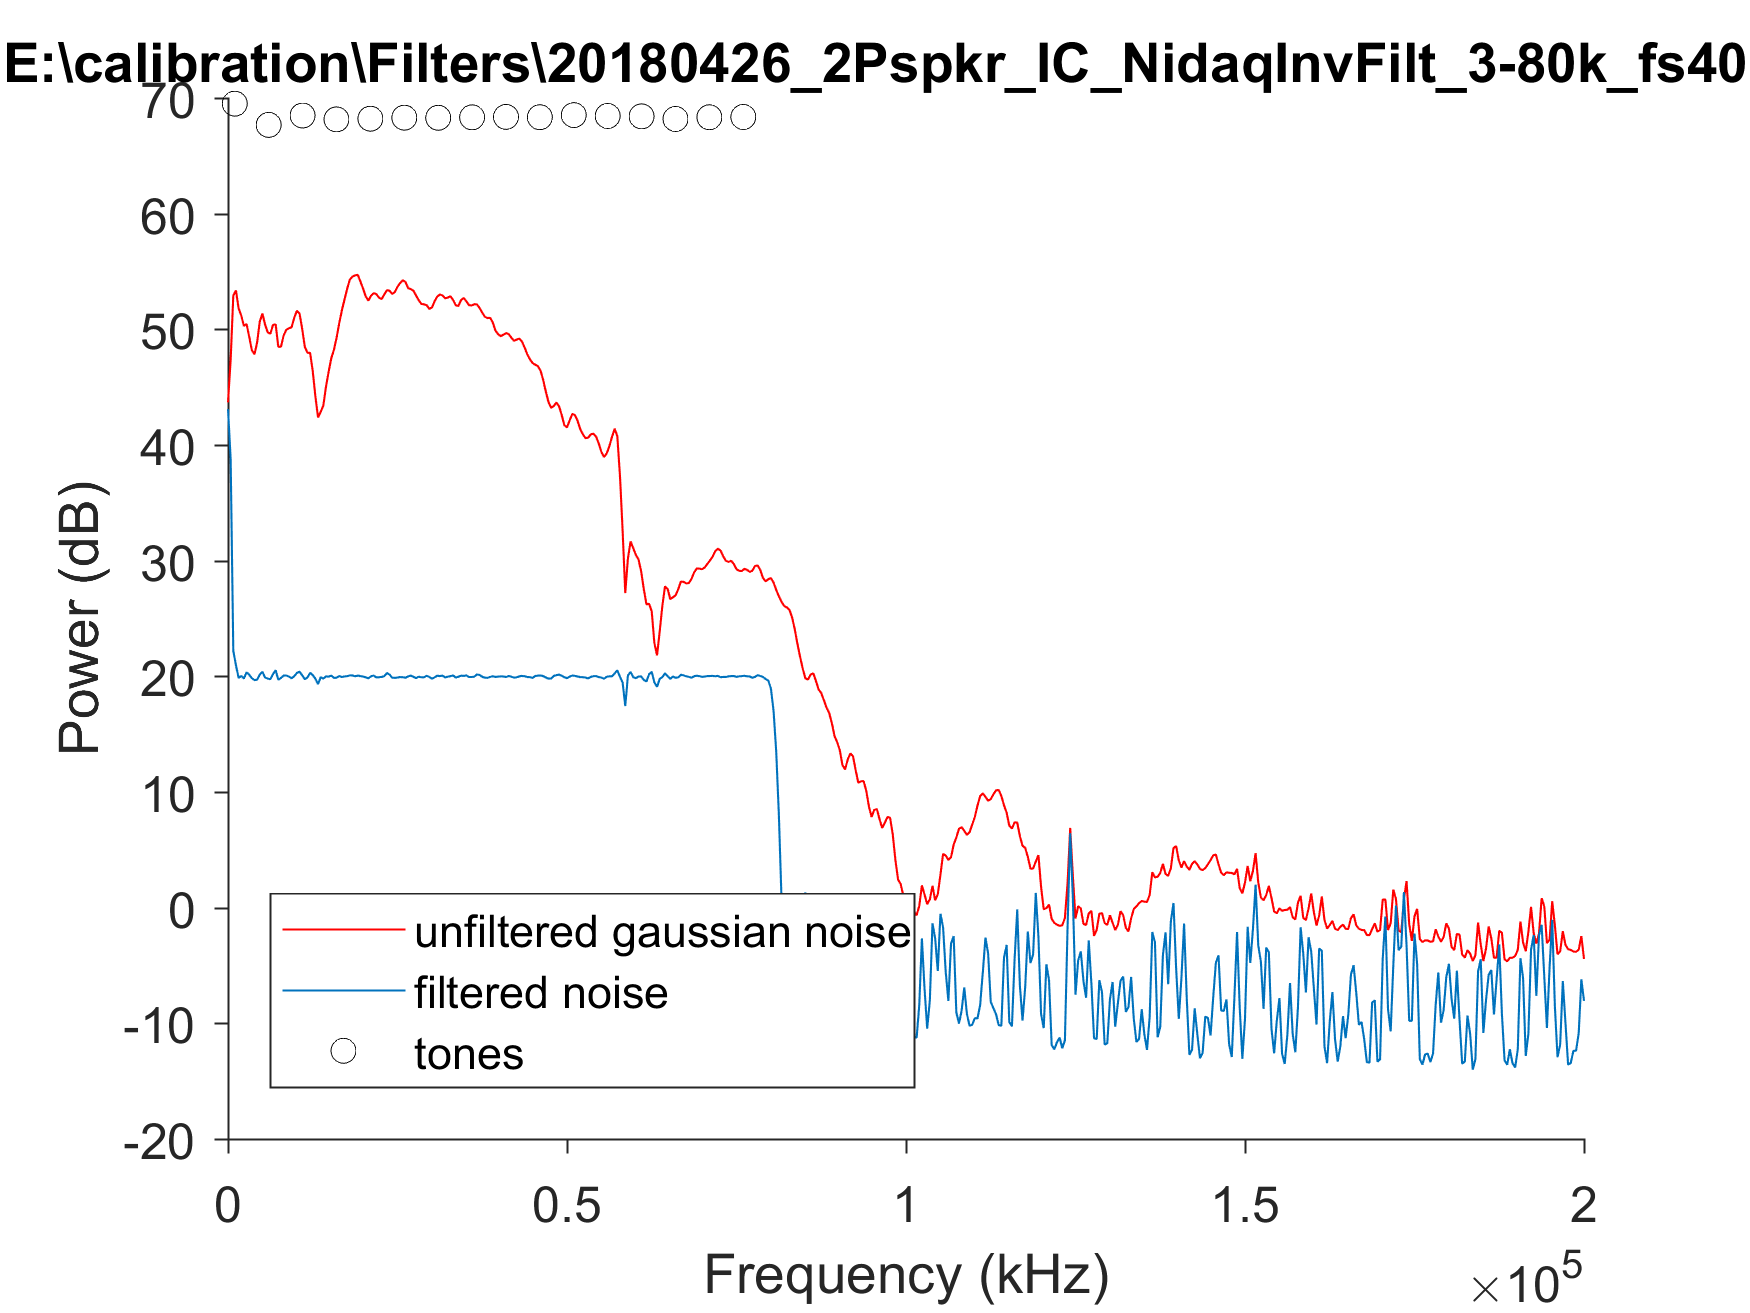 E:\calibration\Filters\20180426_2Pspkr_IC_NidaqInvFilt_3-80k_fs40
70
60
50
40
30
20
10
0
-10
-20
Power (dB)
unfiltered gaussian noise
filtered noise
tones
0 0.5 1 1.5 2
Frequency (kHz)
×10^5